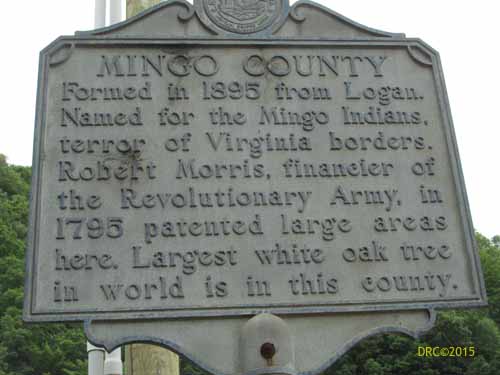 MINGO COUNTY
Formed in 1895 from Logan.
Named for the Mingo Indians,
terror of Virginia borders.
Robert Morris, financier of
the Revolutionary Army, in
1795 patented large areas
here. Largest white oak tree
in world is in this county.
DRC©2015